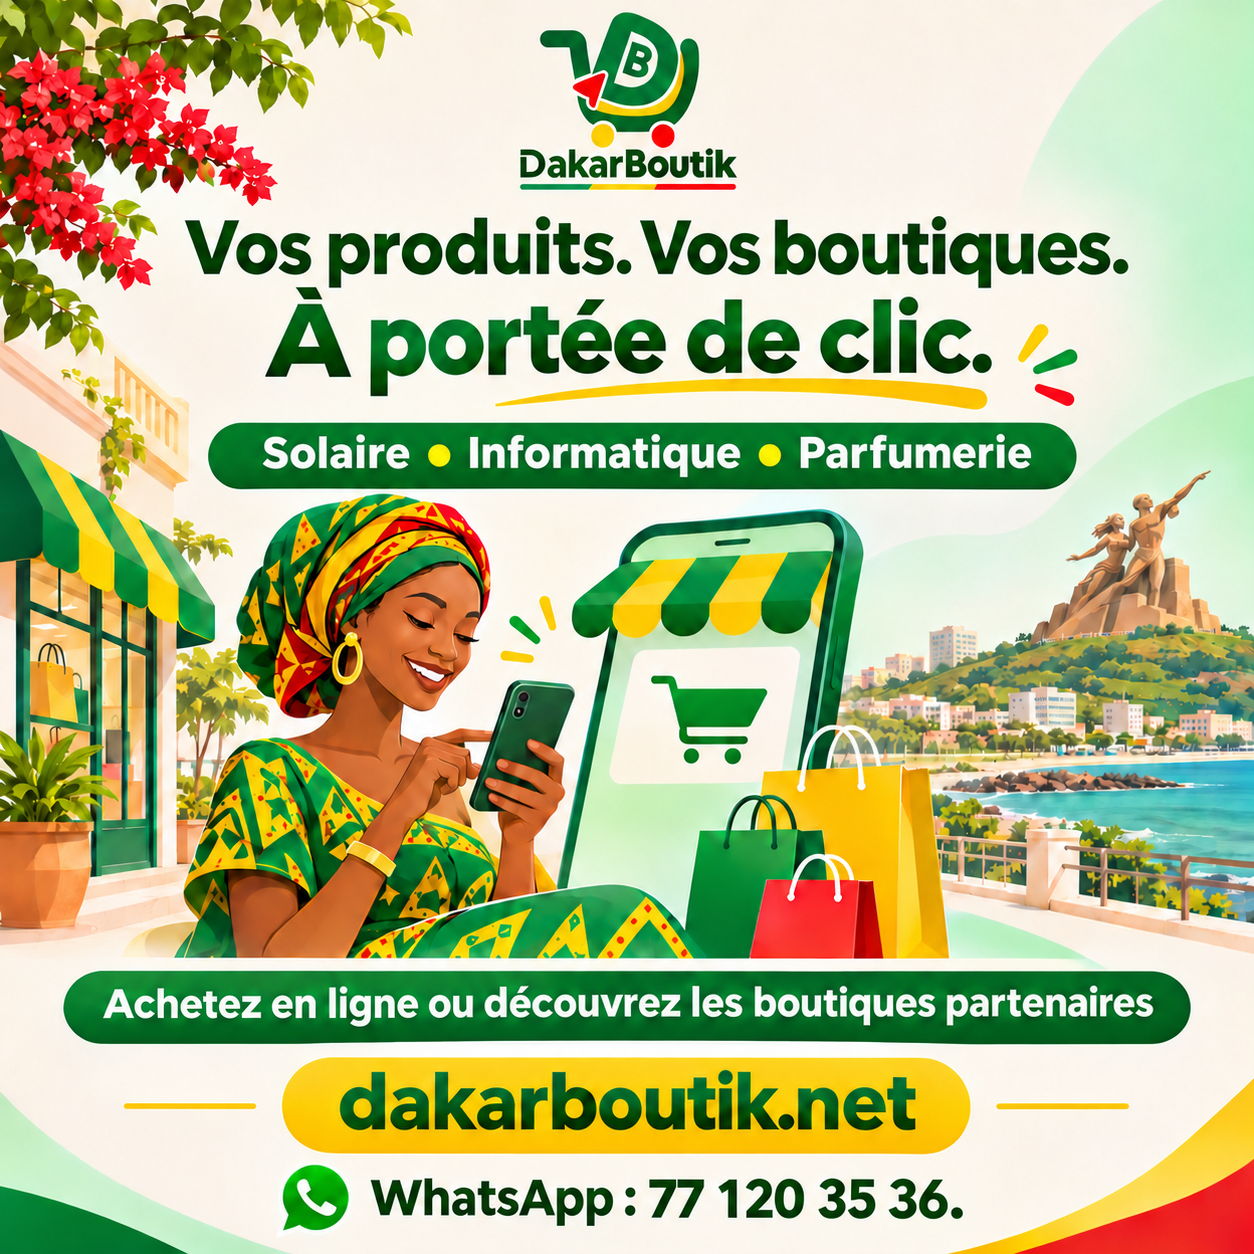 DB
DakarBoutik
Vos produits. Vos boutiques.
À portée de clic.
Solaire • Informatique • Parfumerie
Achetez en ligne ou découvrez les boutiques partenaires
dakarboutik.net
WhatsApp : 77 120 35 36.